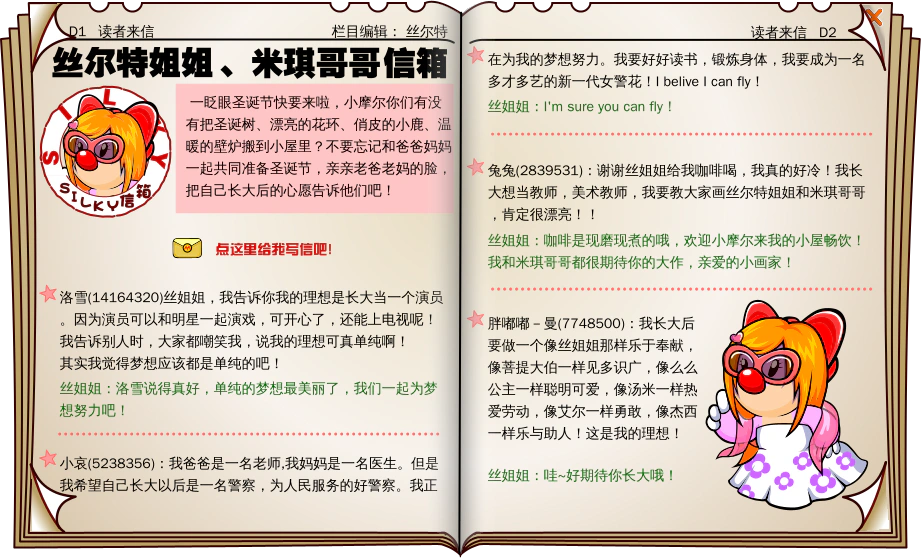 D1 读者来信
栏目编辑： 丝尔特
丝尔特姐姐、米琪哥哥信箱
SILKY
SILKY信箱
一眨眼圣诞节快要来啦，小摩尔你们有没
有把圣诞树、漂亮的花环、俏皮的小鹿、温
暖的壁炉搬到小屋里？不要忘记和爸爸妈妈
一起共同准备圣诞节，亲亲老爸老妈的脸，
把自己长大后的心愿告诉他们吧！
点这里给我写信吧!
洛雪(14164320)丝姐姐，我告诉你我的理想是长大当一个演员
。因为演员可以和明星一起演戏，可开心了，还能上电视呢！
我告诉别人时，大家都嘲笑我，说我的理想可真单纯啊！
其实我觉得梦想应该都是单纯的吧！
丝姐姐：洛雪说得真好，单纯的梦想最美丽了，我们一起为梦
想努力吧！
小哀(5238356)：我爸爸是一名老师,我妈妈是一名医生。但是
我希望自己长大以后是一名警察，为人民服务的好警察。我正
读者来信 D2
在为我的梦想努力。我要好好读书，锻炼身体，我要成为一名
多才多艺的新一代女警花！I belive I can fly！
丝姐姐：I'm sure you can fly！
兔兔(2839531)：谢谢丝姐姐给我咖啡喝，我真的好冷！我长
大想当教师，美术教师，我要教大家画丝尔特姐姐和米琪哥哥
，肯定很漂亮！！
丝姐姐：咖啡是现磨现煮的哦，欢迎小摩尔来我的小屋畅饮！
我和米琪哥哥都很期待你的大作，亲爱的小画家！
胖嘟嘟－曼(7748500)：我长大后
要做一个像丝姐姐那样乐于奉献，
像菩提大伯一样见多识广，像么么
公主一样聪明可爱，像汤米一样热
爱劳动，像艾尔一样勇敢，像杰西
一样乐与助人！这是我的理想！
丝姐姐：哇~好期待你长大哦！